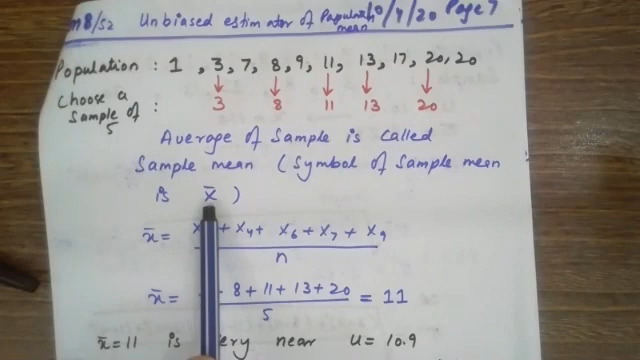 M8/S2 Unbiased estimator of Population mean 10/4/20 Page 7
Population : 1 , 3, 7, 8, 9, 11, 13, 17, 20, 20
Choose a Sample of 5 : 3 8 11 13 20
Average of Sample is called
Sample mean ( Symbol of Sample mean
is x̄ )
x̄ = + x4 + x6 + x7 + x9 / n
x̄ = + 8 + 11 + 13 + 20 / 5 = 11
x̄ = 11 is near u = 10.9